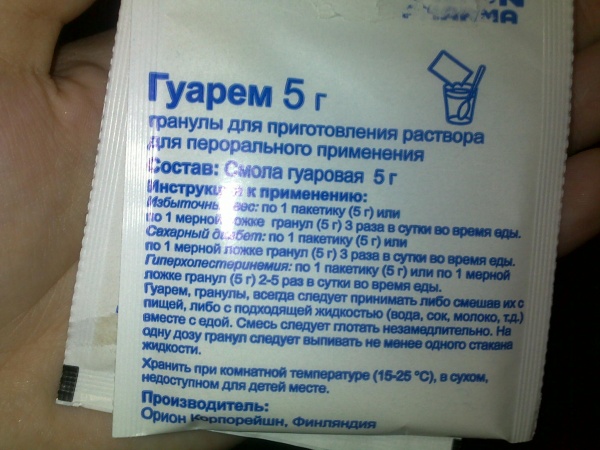 PHARMA
Гуарем 5 г
гранулы для приготовления раствора
для перорального применения
Состав: Смола гуаровая 5 г
Инструкция к применению:
Избыточный вес: по 1 пакетику (5 г) или
по 1 мерной ложке гранул (5 г) 3 раза в сутки во время еды.
Сахарный диабет: по 1 пакетику (5 г) или
по 1 мерной ложке гранул (5 г) 3 раза в сутки во время еды.
Гиперхолестеринемия: по 1 пакетику (5 г) или по 1 мерной
ложке гранул (5 г) 2-5 раз в сутки во время еды.
Гуарем, гранулы, всегда следует принимать либо смешав их с
пищей, либо с подходящей жидкостью (вода, сок, молоко, т.д.)
вместе с едой. Смесь следует глотать незамедлительно. На
одну дозу гранул следует выпивать не менее одного стакана
жидкости.
Хранить при комнатной температуре (15-25 °C), в сухом,
недоступном для детей месте.
Производитель:
Орион Корпорейшн, Финляндия